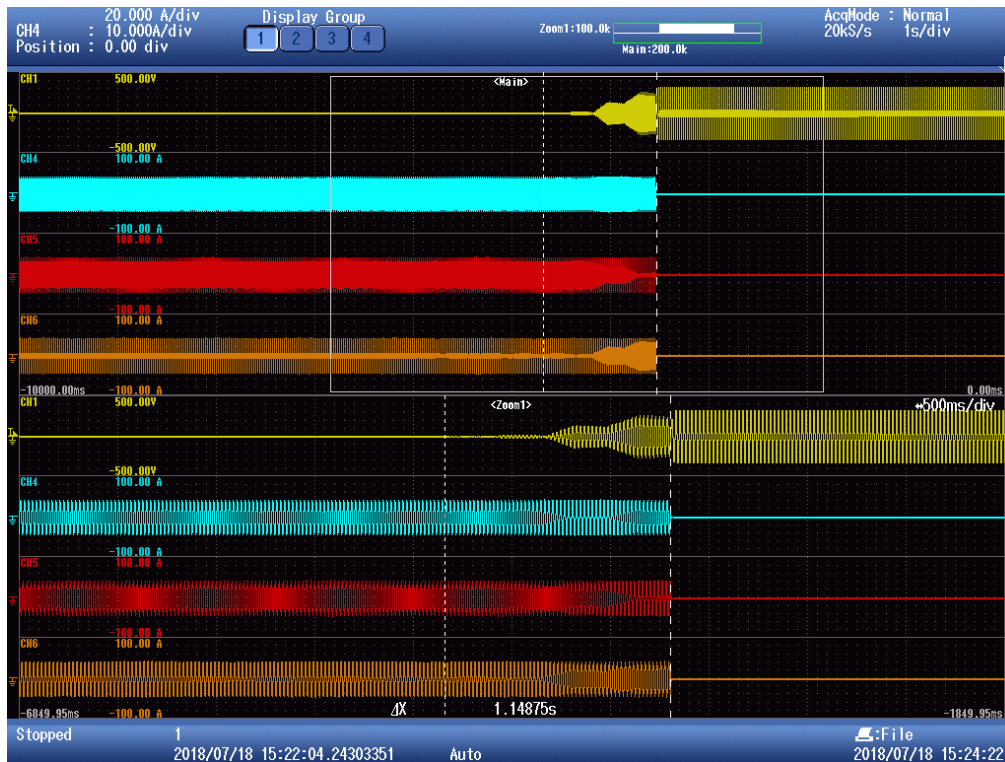 20.000 A/div
CH4 : 10.000A/div
Position : 0.00 div
Display Group
1 2 3 4
Zoom1:100.0k
Main:200.0k
AcqMode : Normal
20kS/s 1s/div
CH1 500.00V
<Main>
-500.00V
CH4 100.00 A
-100.00 A
CH5 100.00 A
-100.00 A
CH6 100.00 A
-10000.00ms -100.00 A 0.00ms
CH1 500.00V
<Zoom1>
↔500ms/div
-500.00V
CH4 100.00 A
-100.00 A
CH5 100.00 A
-100.00 A
CH6 100.00 A
-6849.95ms -100.00 A ΔX 1.14875s -1849.95ms
Stopped 1
2018/07/18 15:22:04.24303351 Auto
:File
2018/07/18 15:24:22